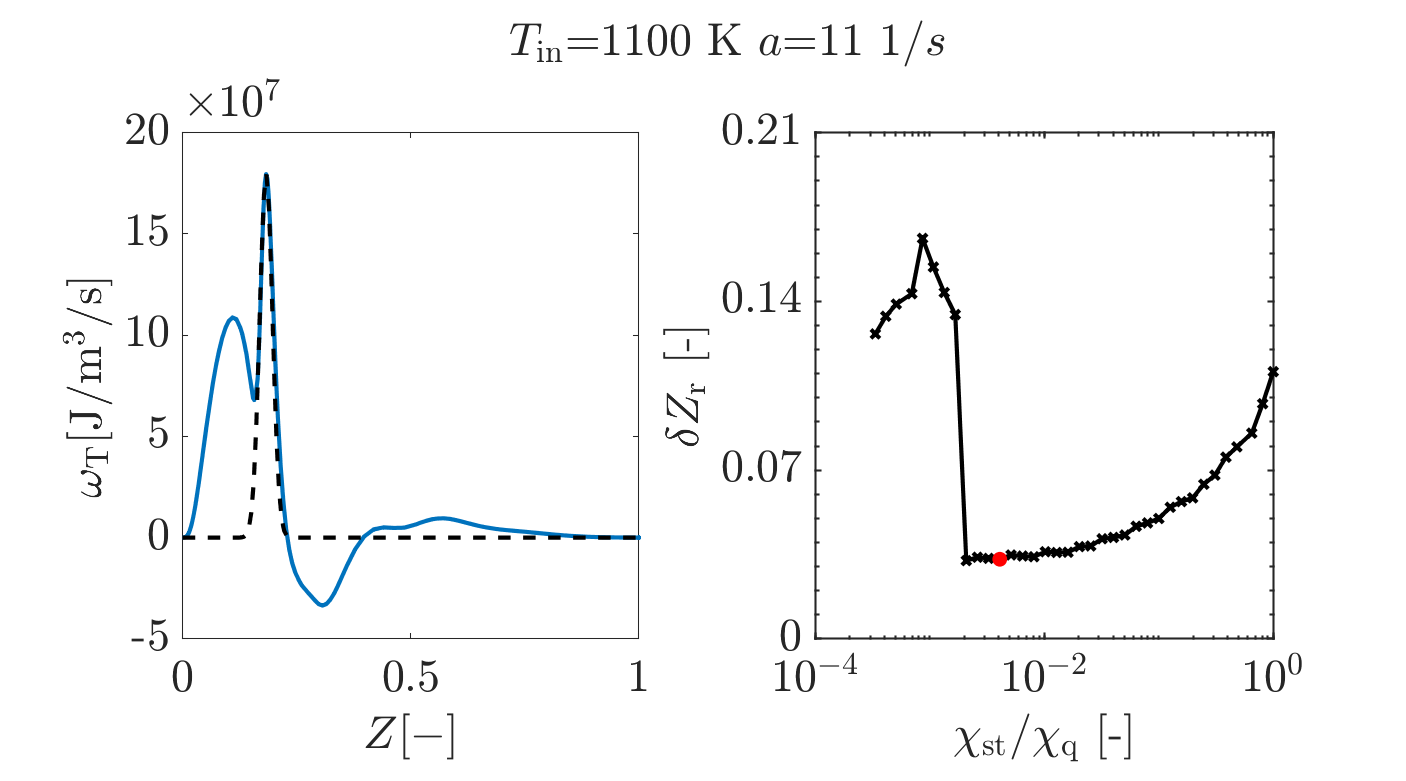 T_in=1100 K a=11 1/s
×10^7
20
15
10
5
0
-5
0 0.5 1
Z[−]
ω_T[J/m^3/s]
0.21
0.14
0.07
0
10^−4 10^−2 10^0
χ_st/χ_q [-]
δZ_r [-]